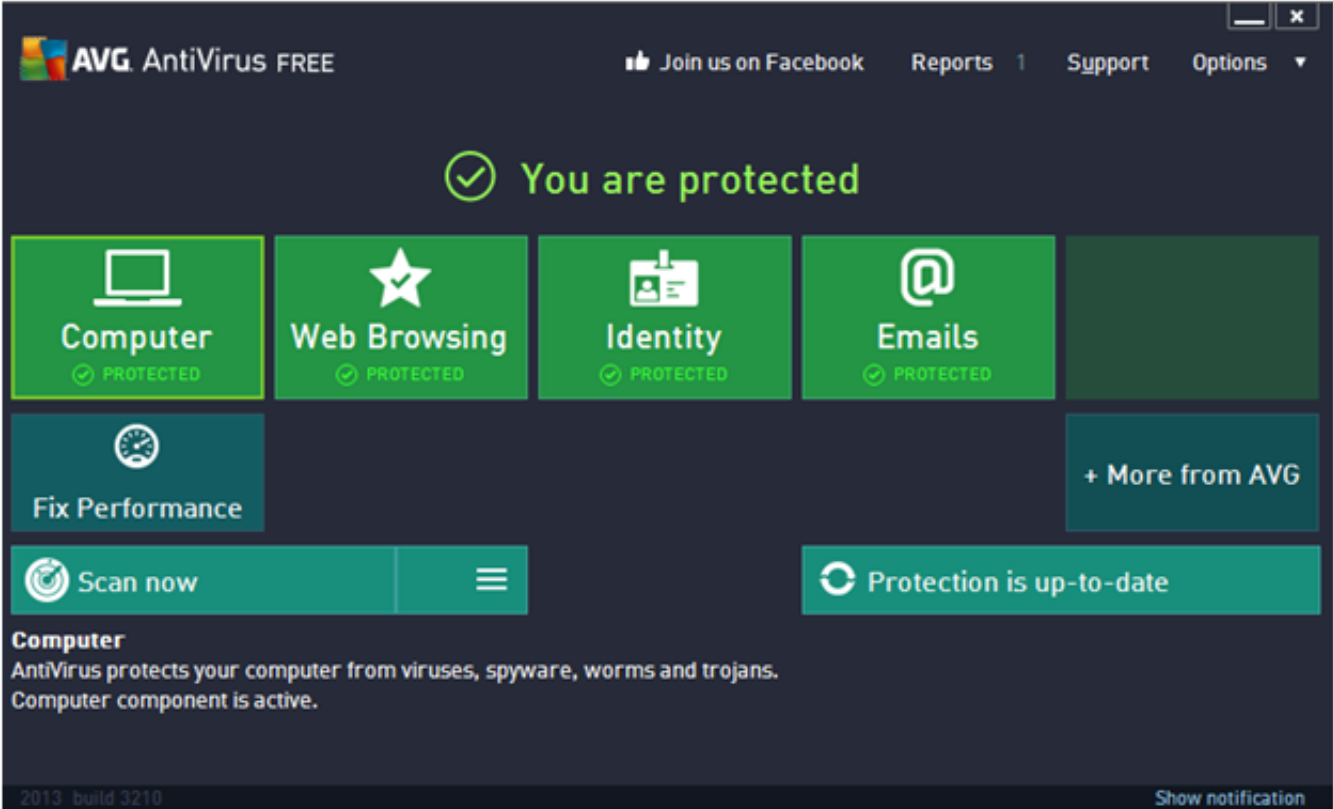 AVG. AntiVirus FREE
Join us on Facebook Reports 1 Support Options
You are protected
Computer
PROTECTED
Web Browsing
PROTECTED
Identity
PROTECTED
Emails
PROTECTED
Fix Performance
+ More from AVG
Scan now
Protection is up-to-date
Computer
AntiVirus protects your computer from viruses, spyware, worms and trojans.
Computer component is active.
2013 build 3210
Show notification